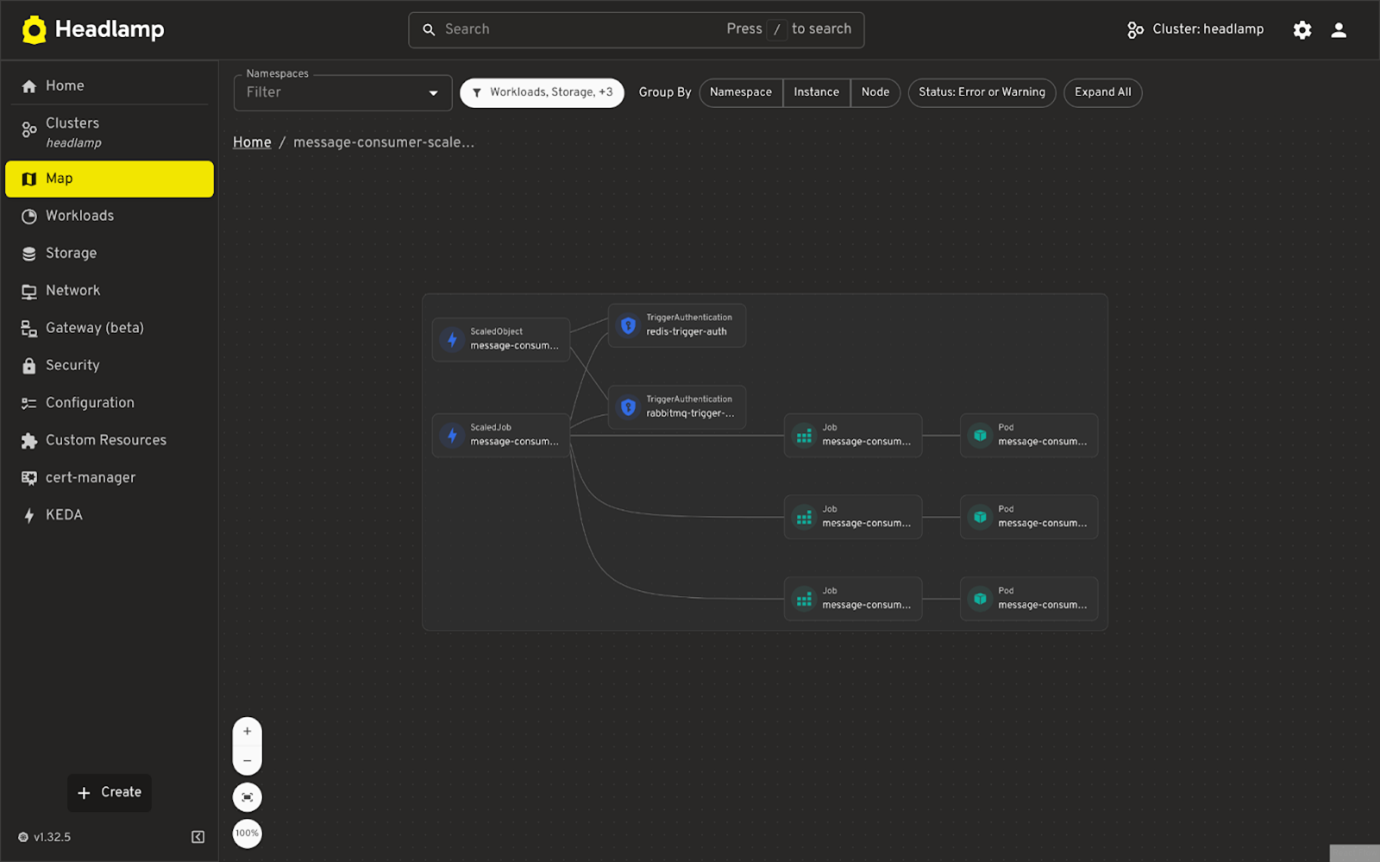 Headlamp
Search
Press / to search
Cluster: headlamp
Home
Clusters
headlamp
Map
Workloads
Storage
Network
Gateway (beta)
Security
Configuration
Custom Resources
cert-manager
KEDA
Create
v1.32.5
Namespaces
Filter
Workloads, Storage, +3
Group By
Namespace
Instance
Node
Status: Error or Warning
Expand All
Home / message-consumer-scale...
ScaledObject
message-consum...
TriggerAuthentication
redis-trigger-auth
TriggerAuthentication
rabbitmq-trigger-...
ScaledJob
message-consum...
Job
message-consum...
Pod
message-consum...
Job
message-consum...
Pod
message-consum...
Job
message-consum...
Pod
message-consum...
+
−
100%